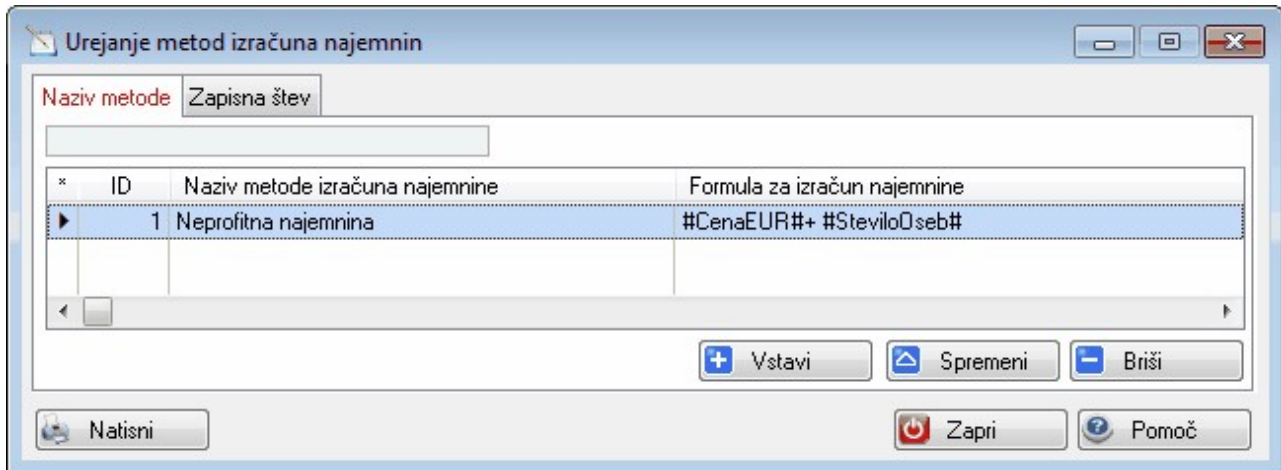 Urejanje metod izračuna najemnin
Naziv metode Zapisna štev
* ID Naziv metode izračuna najemnine Formula za izračun najemnine
1 Neprofitna najemnina #CenaEUR#+ #SteviloOseb#
Vstavi Spremeni Briši
Natisni Zapri Pomoč